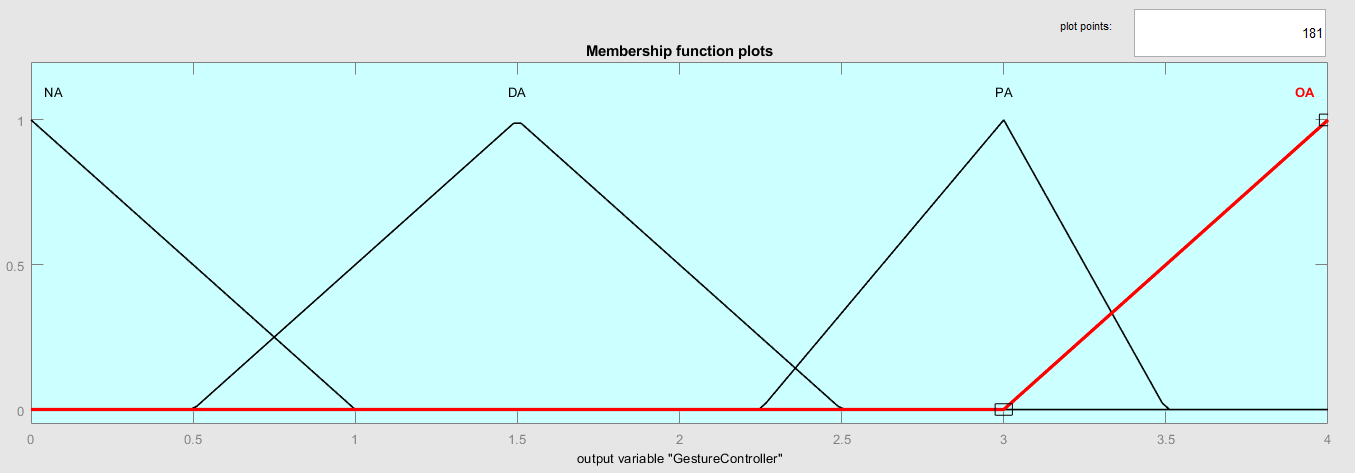 plot points: 181
Membership function plots
NA DA PA OA
1
0.5
0
0 0.5 1 1.5 2 2.5 3 3.5 4
output variable "GestureController"